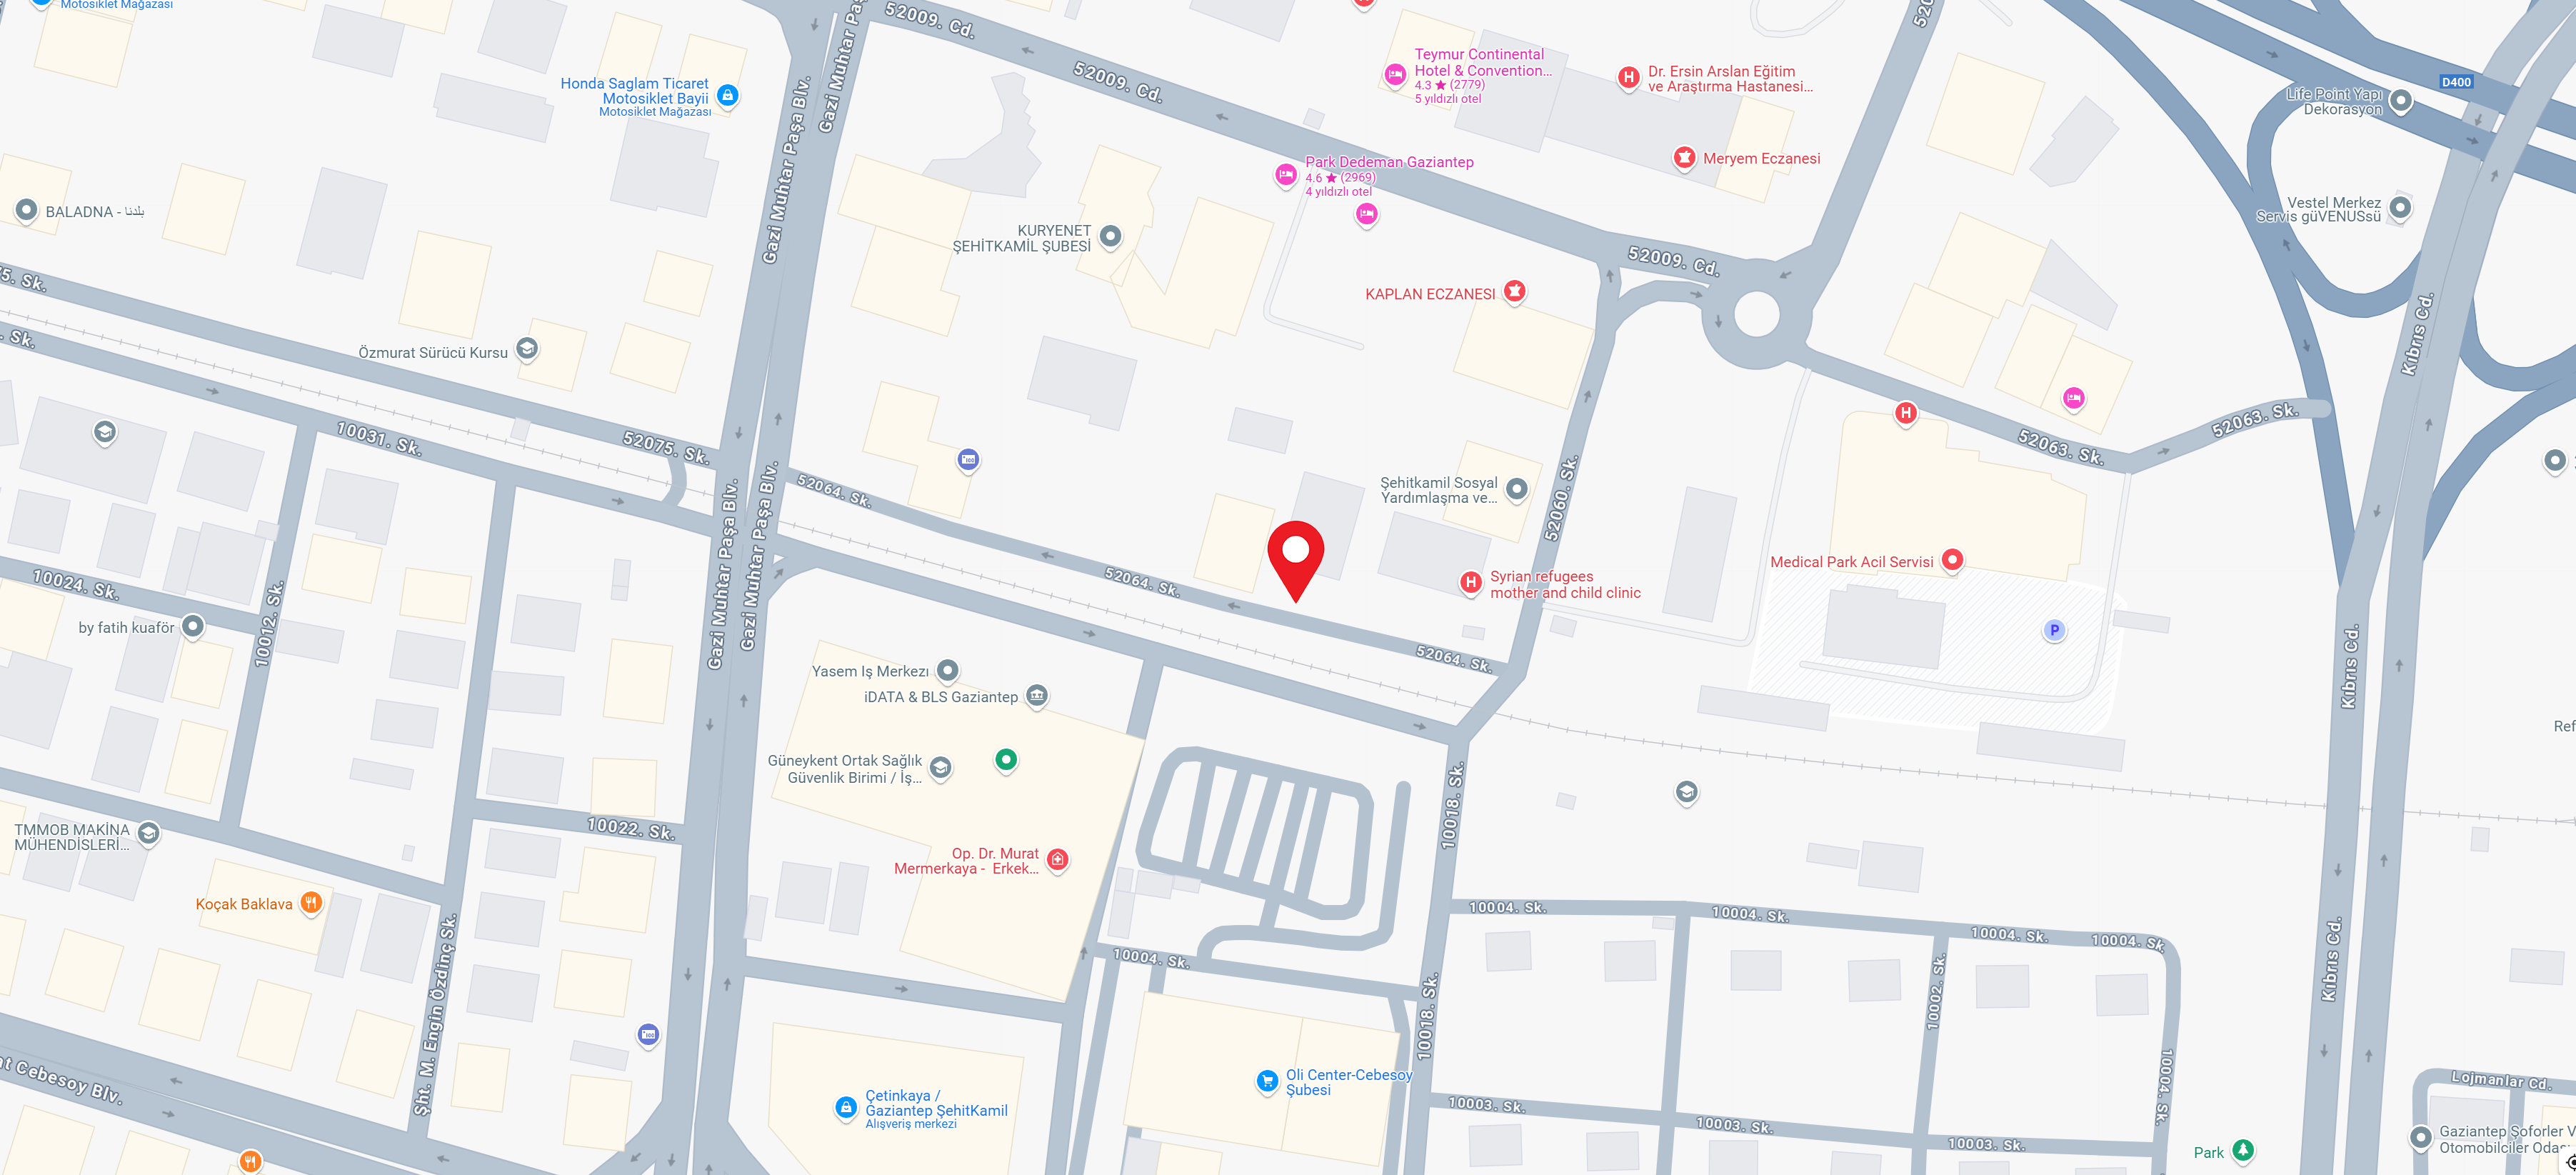 Motosiklet Mağazası
52009. Cd.
Gazi Muhtar Paş
52009. Cd.
Teymur Continental
Hotel & Convention...
4.3 ★ (2779)
5 yıldızlı otel
Dr. Ersin Arslan Eğitim
ve Araştırma Hastanesi...
520
D400
Life Point Yapı
Dekorasyon
Honda Saglam Ticaret
Motosiklet Bayii
Motosiklet Mağazası
Gazi Muhtar Paşa Blv.
Meryem Eczanesi
Park Dedeman Gaziantep
4.6 ★ (2969)
4 yıldızlı otel
BALADNA - بلدنا
KURYENET
ŞEHİTKAMİL ŞUBESİ
Vestel Merkez
Servis güVENUSsü
52009. Cd.
75. Sk.
. Sk.
KAPLAN ECZANESI
Kıbrıs Cd.
Özmurat Sürücü Kursu
10031. Sk.
52075. Sk.
52063. Sk.
52063. Sk.
52064. Sk.
Şehitkamil Sosyal
Yardımlaşma ve...
52060. Sk.
Gazi Muhtar Paşa Blv.
Gazi Muhtar Paşa Blv.
Medical Park Acil Servisi
10024. Sk.
52064. Sk.
Syrian refugees
mother and child clinic
by fatih kuaför
10012. Sk.
P
52064. Sk.
Kıbrıs Cd.
Yasem Iş Merkezı
iDATA & BLS Gaziantep
Ref
Güneykent Ortak Sağlık
Güvenlik Birimi / İş...
10018. Sk.
TMMOB MAKİNA
MÜHENDİSLERİ...
10022. Sk.
Op. Dr. Murat
Mermerkaya - Erkek...
Koçak Baklava
10004. Sk.
10004. Sk.
10004. Sk.
10004. Sk.
Kıbrıs Cd.
10004. Sk.
10002. Sk.
10018. Sk.
Şht. M. Engin Özdinç Sk.
at Cebesoy Blv.
Oli Center-Cebesoy
Şubesi
Çetinkaya /
Gaziantep ŞehitKamil
Alışveriş merkezi
10003. Sk.
10003. Sk.
10003. Sk.
10004. Sk.
Lojmanlar Cd.
Park
Gaziantep Şoforler V
Otomobilciler Odas